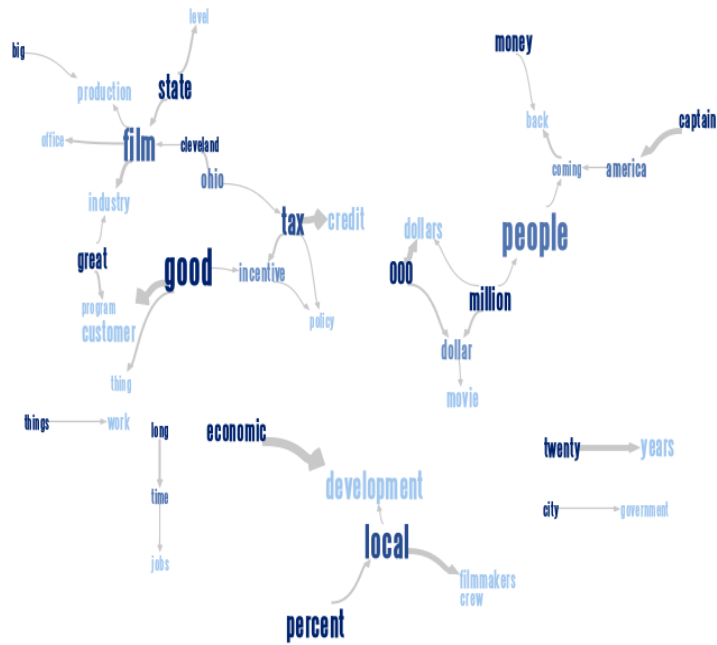 level
big
money
state
production
captain
back
office
film
cleveland
coming
america
ohio
industry
tax
credit
dollars
people
great
good
incentive
000
million
program
customer
policy
dollar
thing
movie
things
work
long
economic
twenty
years
development
time
city
government
local
jobs
filmmakers
crew
percent